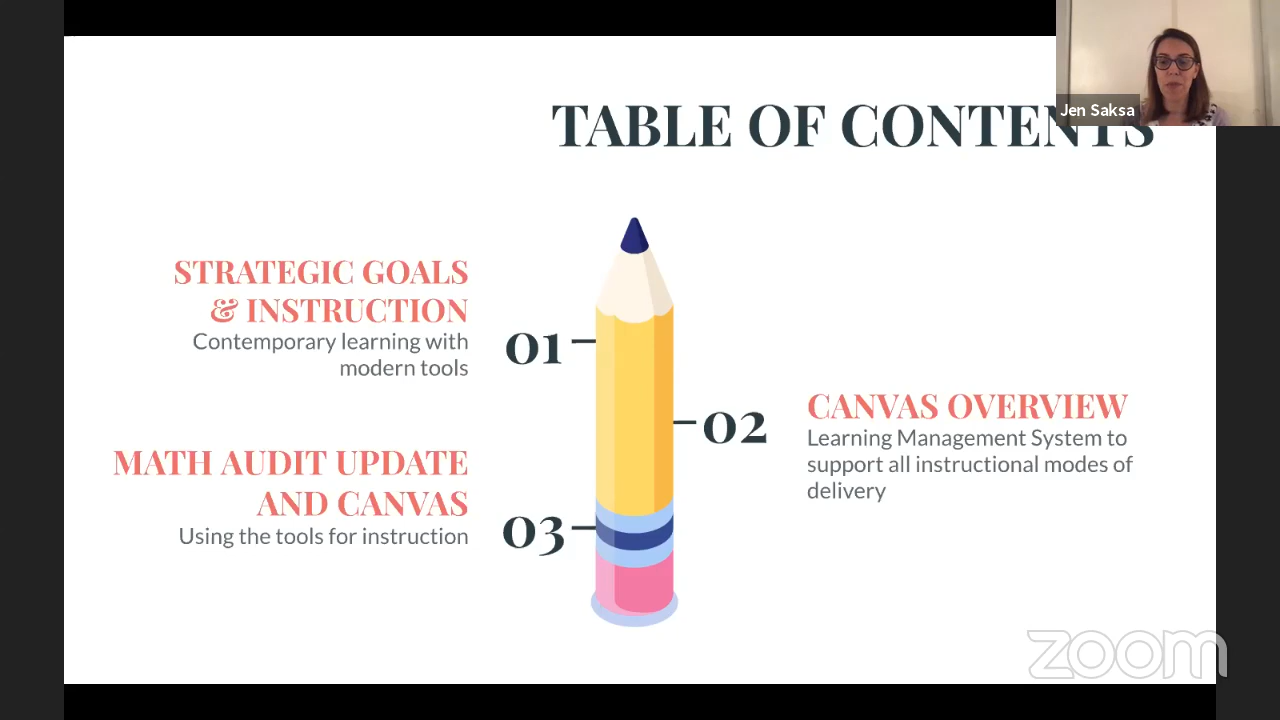 Jen Saksa
TABLE OF CONTENTS
STRATEGIC GOALS
& INSTRUCTION
Contemporary learning with
modern tools
01
02
CANVAS OVERVIEW
Learning Management System to
support all instructional modes of
delivery
MATH AUDIT UPDATE
AND CANVAS
Using the tools for instruction
03
zoom